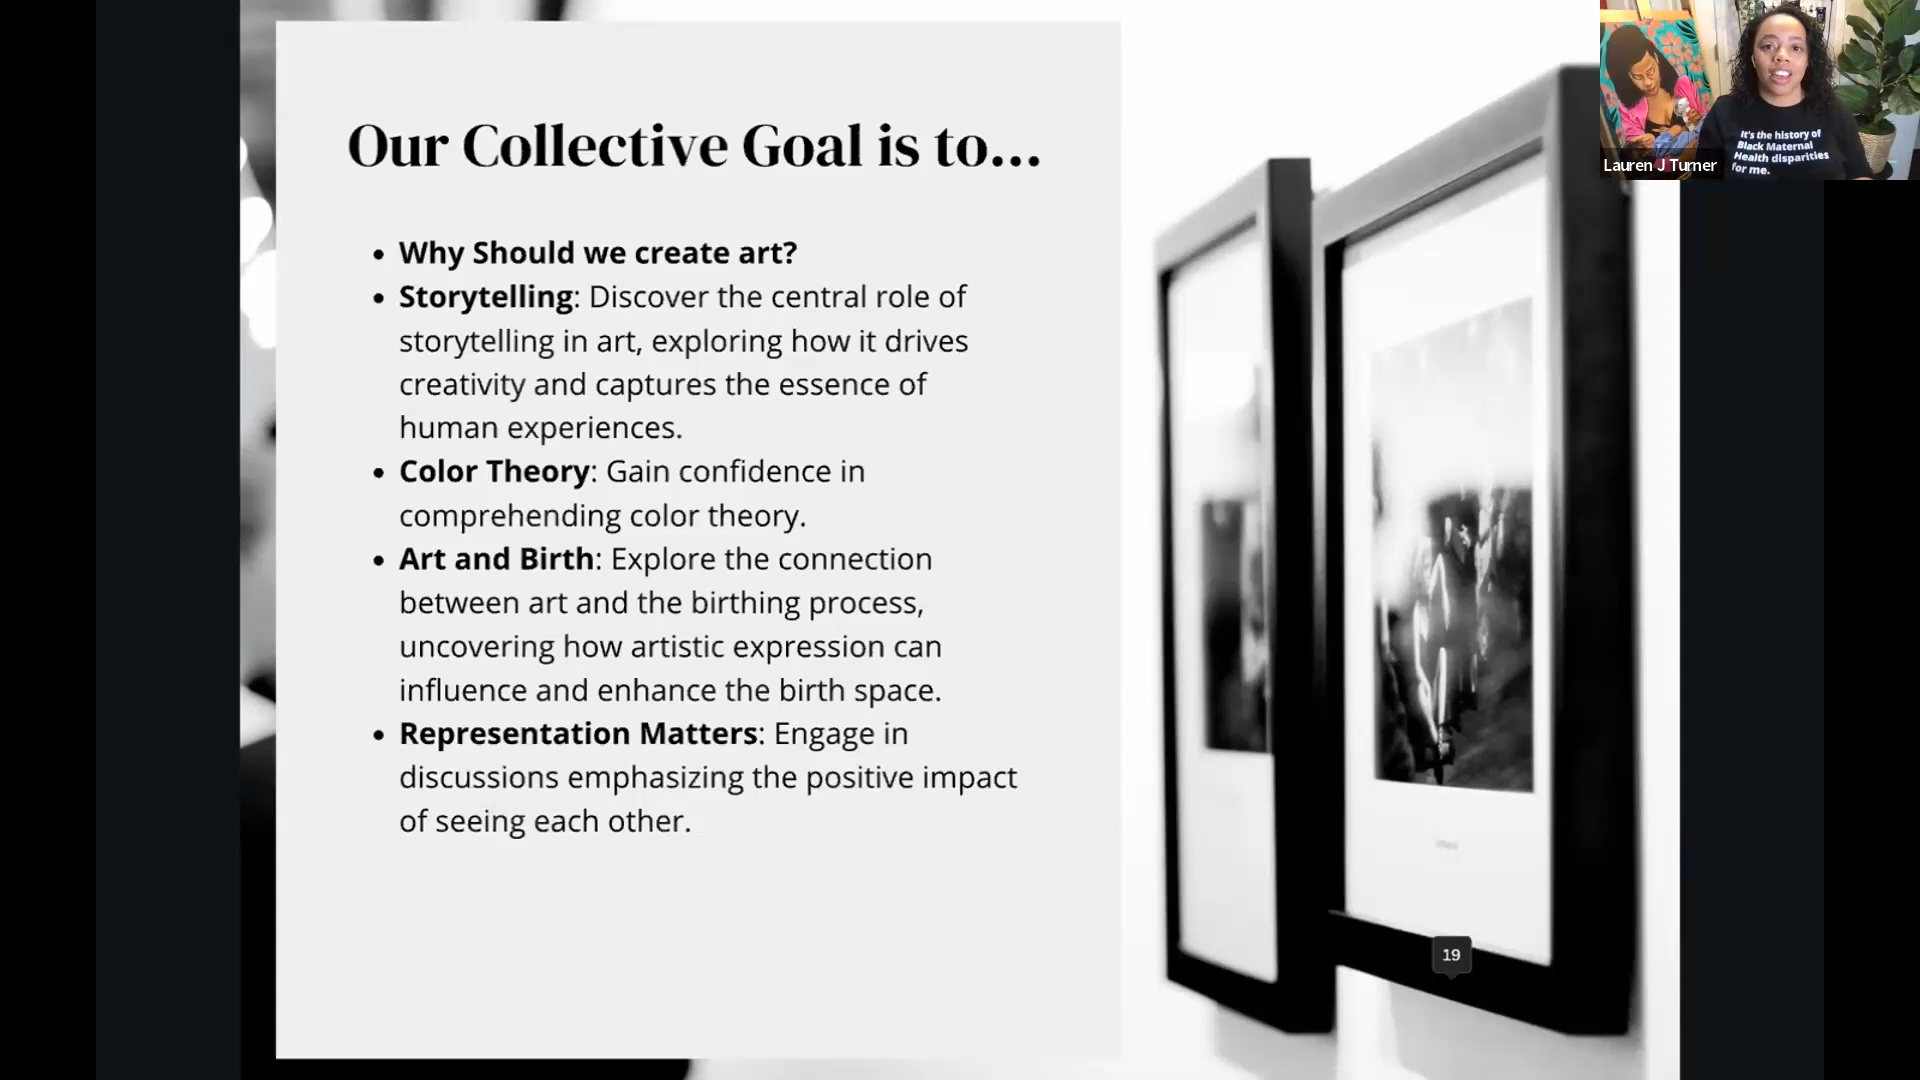 Our Collective Goal is to...
• Why Should we create art?
• Storytelling: Discover the central role of
storytelling in art, exploring how it drives
creativity and captures the essence of
human experiences.
• Color Theory: Gain confidence in
comprehending color theory.
• Art and Birth: Explore the connection
between art and the birthing process,
uncovering how artistic expression can
influence and enhance the birth space.
• Representation Matters: Engage in
discussions emphasizing the positive impact
of seeing each other.
It's the history of
Black Maternal
Health disparities
for me.
Lauren J Turner
19